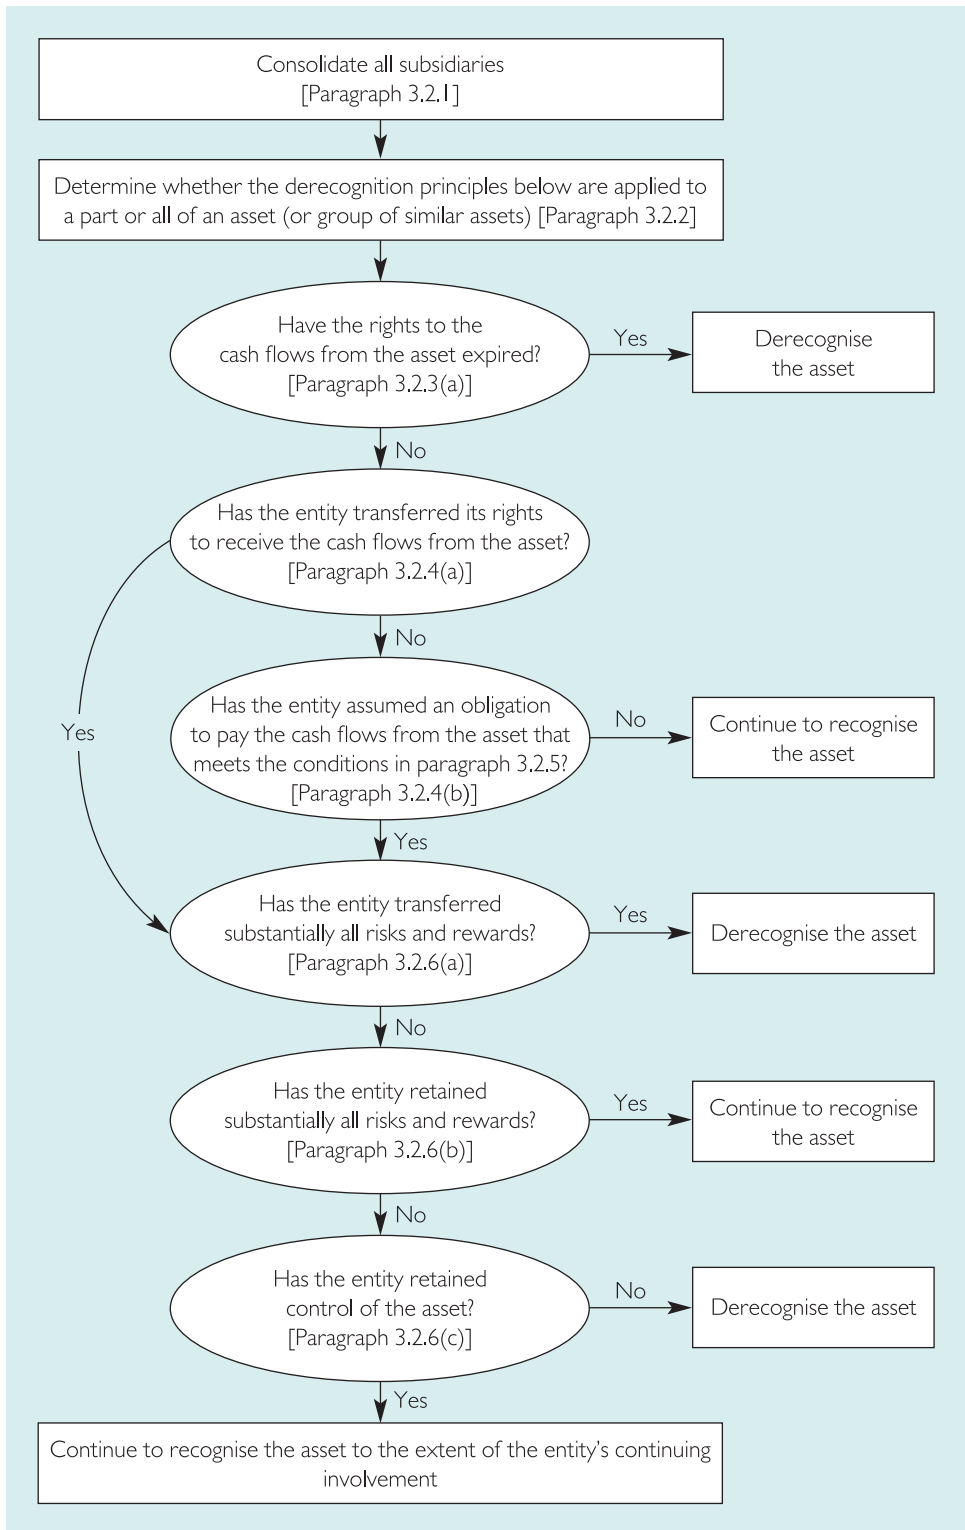 Consolidate all subsidiaries
[Paragraph 3.2.1]
Determine whether the derecognition principles below are applied to
a part or all of an asset (or group of similar assets) [Paragraph 3.2.2]
Have the rights to the
cash flows from the asset expired?
[Paragraph 3.2.3(a)]
Yes
Derecognise
the asset
No
Has the entity transferred its rights
to receive the cash flows from the asset?
[Paragraph 3.2.4(a)]
Yes
No
Has the entity assumed an obligation
to pay the cash flows from the asset that
meets the conditions in paragraph 3.2.5?
[Paragraph 3.2.4(b)]
No
Continue to recognise
the asset
Yes
Has the entity transferred
substantially all risks and rewards?
[Paragraph 3.2.6(a)]
Yes
Derecognise the asset
No
Has the entity retained
substantially all risks and rewards?
[Paragraph 3.2.6(b)]
Yes
Continue to recognise
the asset
No
Has the entity retained
control of the asset?
[Paragraph 3.2.6(c)]
No
Derecognise the asset
Yes
Continue to recognise the asset to the extent of the entity's continuing
involvement